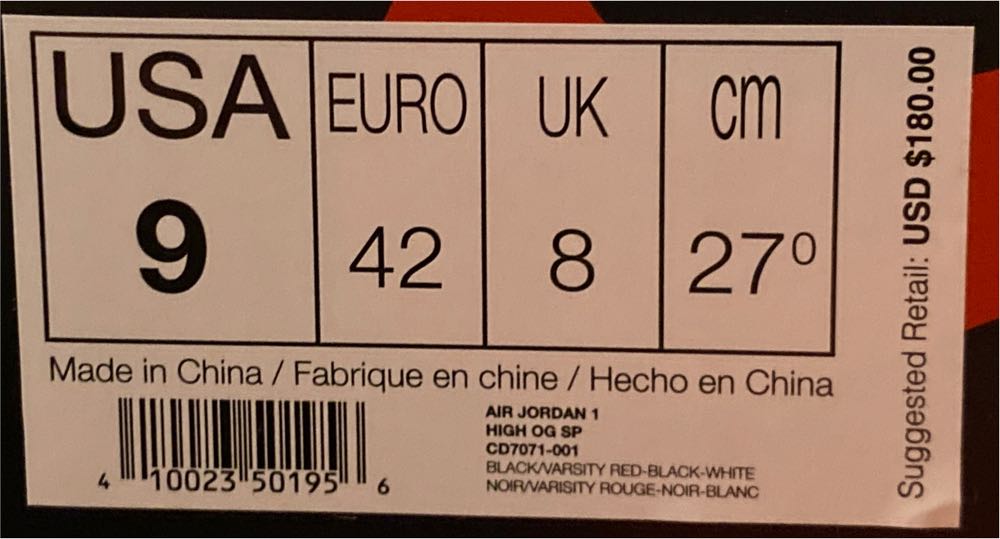 USA EURO UK cm
9 42 8 27⁰
Made in China / Fabrique en chine / Hecho en China
4 10023 50195 6
AIR JORDAN 1
HIGH OG SP
CD7071-001
BLACK/VARSITY RED-BLACK-WHITE
NOIR/VARISITY ROUGE-NOIR-BLANC
Suggested Retail: USD $180.00